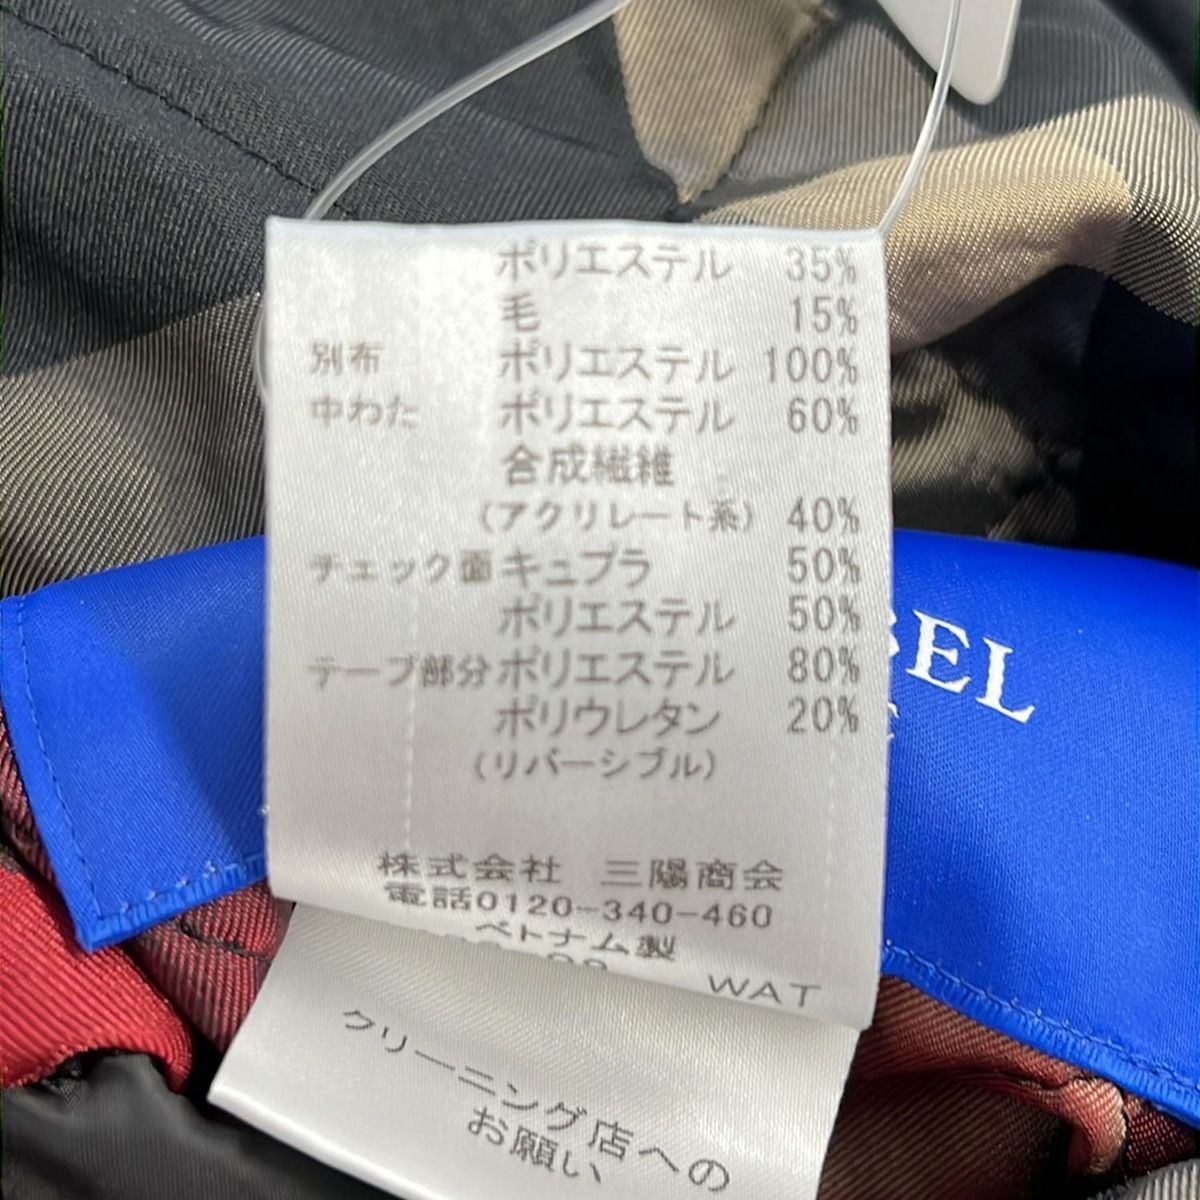 ポリエステル 35%
毛 15%
別布 ポリエステル 100%
中わた ポリエステル 60%
合成繊維
(アクリレート系) 40%
チェック面 キュプラ 50%
ポリエステル 50%
テープ部分 ポリエステル 80%
ポリウレタン 20%
(リバーシブル)
株式会社 三陽商会
電話0120-340-460
ベトナム製
WAT
クリーニング店への
お願い
BEL